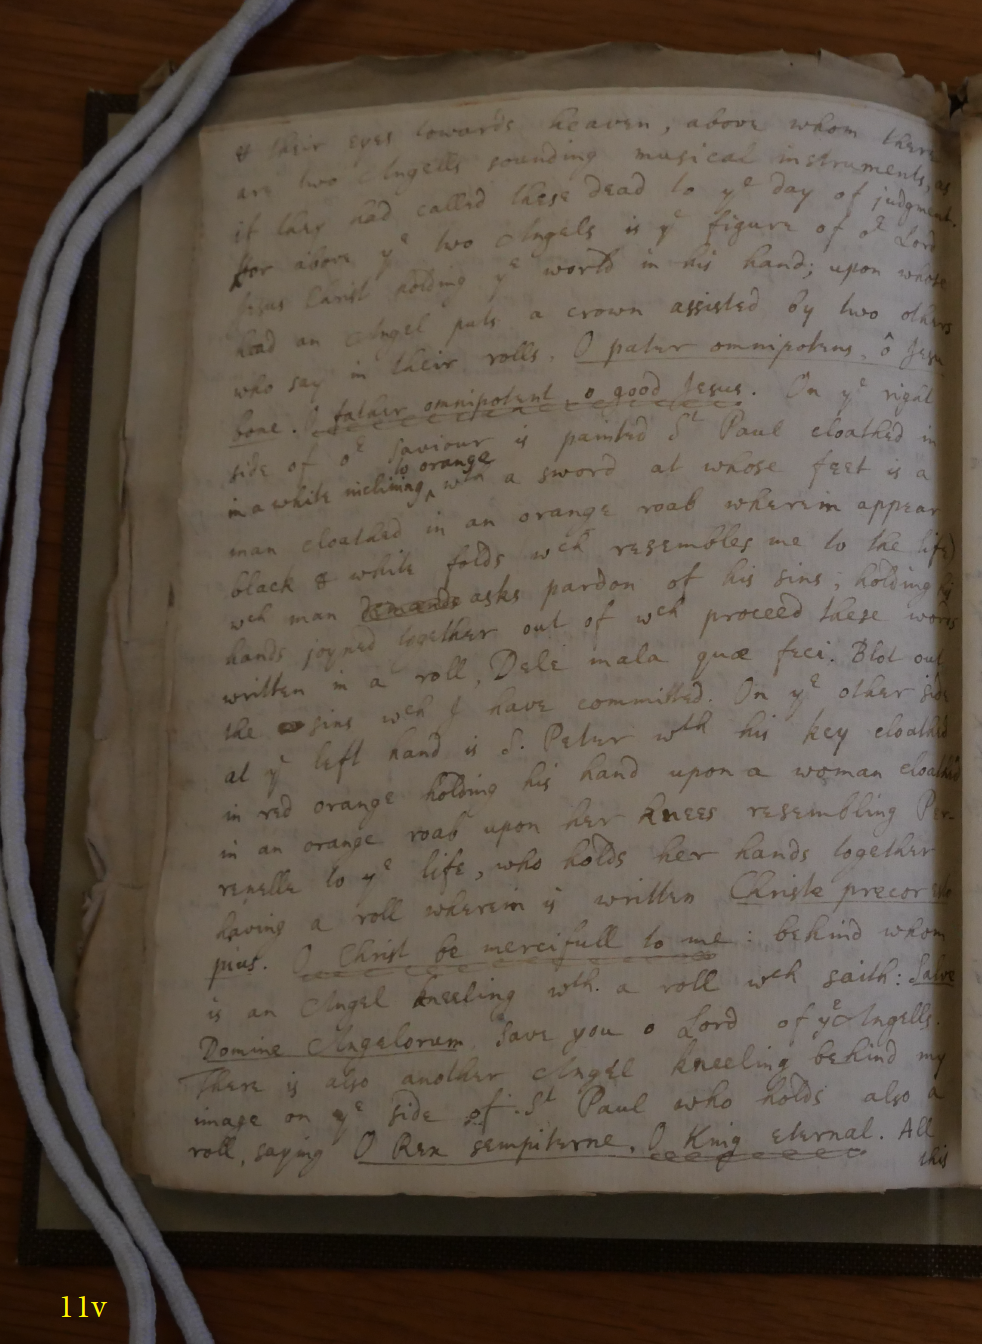 & their eyes towards heaven, above whom there
are two Angells sounding musical instruments, as
if they had called these dead to yᵉ day of judgment.
for above yᵉ two Angels is yᵉ figure of oʳ Lord
Jesus Christ holding yᵉ world in his hand; upon whose
head an Angel puts a crown assisted by two others
who say in their rolls. O pater omnipotens, ô Jesu
bone. O father omnipotent o good Jesus. On yᵉ right
side of oʳ Saviour is painted Sᵗ Paul cloathed in
in a white inclining to orange wᵗʰ a sword at whose feet is a
man cloathed in an orange roab wherein appear
black & white folds wᶜʰ resembles me to the life)
wᶜʰ man demands asks pardon of his sins; holding his
hands joyned together out of wᶜʰ proceed these words
written in a roll, Dele mala quæ feci. Blot out
the sins wᶜʰ I have committed. On yᵉ other side
at yᵉ left hand is S. Peter wᵗʰ his key cloathed
in red orange holding his hand upon a woman cloathed
in an orange roab upon her knees resembling Per-
renelle to yᵉ life, who holds her hands together
having a roll wherein is written Christe precor esto
pius. O Christ be mercifull to me: behind whom
is an Angel kneeling wᵗʰ. a roll wᶜʰ saith: Salve
Domine Angelorum Save you o Lord of yᵉ Angells.
There is also another Angel kneeling behind my
image on yᵉ side of Sᵗ Paul who holds also a
roll, saying O Rex sempiterne, O King eternal. All
this
11v